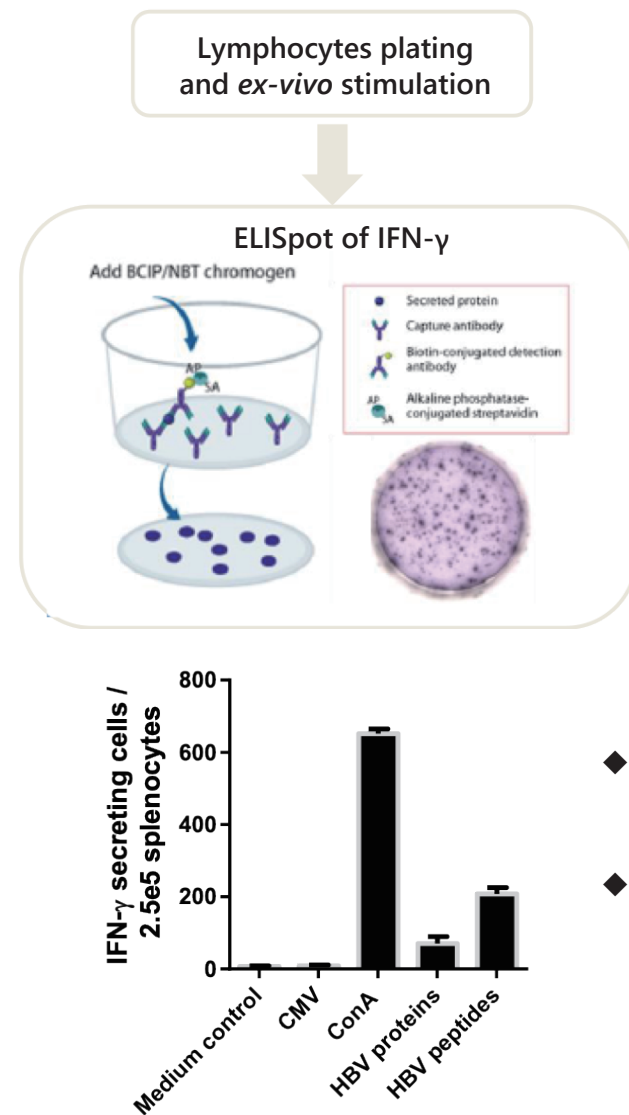 Lymphocytes plating
and ex-vivo stimulation
ELISpot of IFN-γ
Add BCIP/NBT chromogen
AP
SA
Secreted protein
Capture antibody
Biotin-conjugated detection
antibody
AP
SA
Alkaline phosphatase-
conjugated streptavidin
IFN-γ secreting cells /
2.5e5 splenocytes
800
600
400
200
0
Medium control
CMV
ConA
HBV proteins
HBV peptides